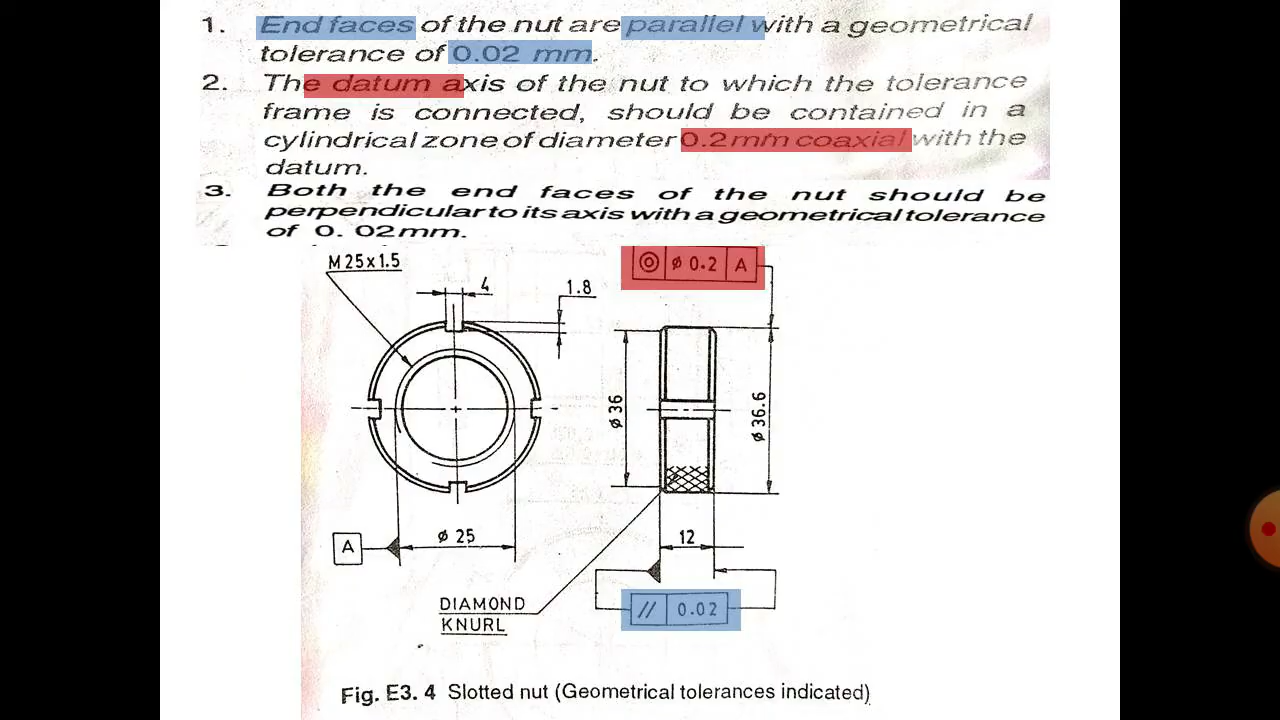 1. End faces of the nut are parallel with a geometrical
tolerance of 0.02 mm.
2. The datum axis of the nut to which the tolerance
frame is connected, should be contained in a
cylindrical zone of diameter 0.2 mm coaxial with the
datum.
3. Both the end faces of the nut should be
perpendicular to its axis with a geometrical tolerance
of 0. 02mm.
M 25x1.5
4
1.8
◎ ø 0.2 A
ø 36
ø 36.6
A
ø 25
12
DIAMOND
KNURL
// 0.02
Fig. E3. 4 Slotted nut (Geometrical tolerances indicated)